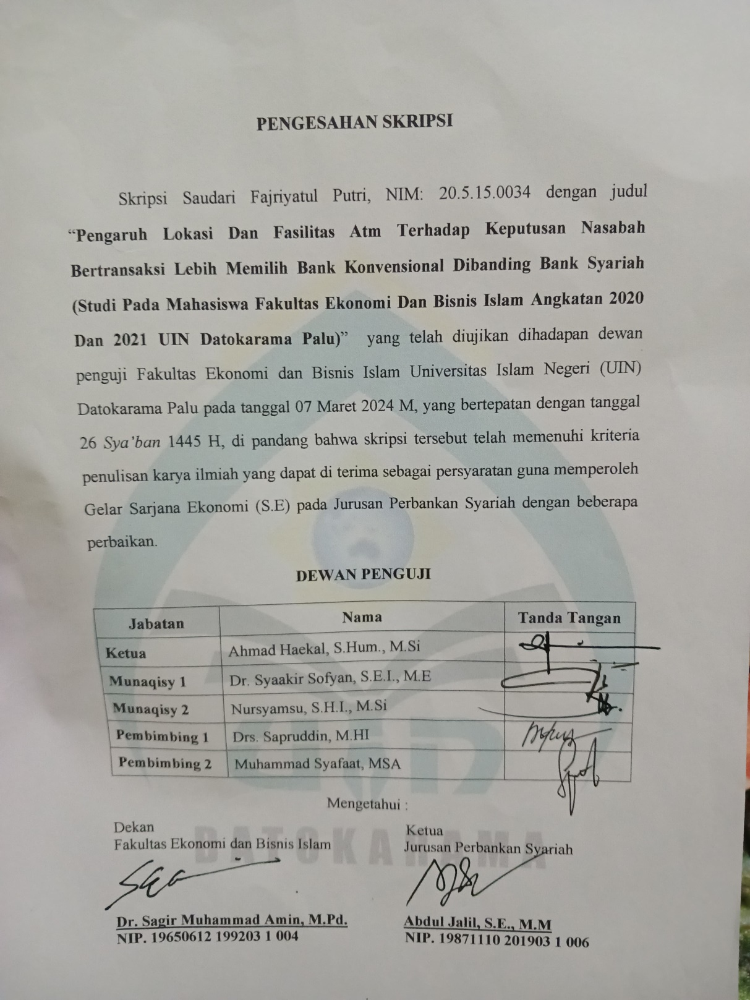 PENGESAHAN SKRIPSI
Skripsi Saudari Fajriyatul Putri, NIM: 20.5.15.0034 dengan judul
“Pengaruh Lokasi Dan Fasilitas Atm Terhadap Keputusan Nasabah
Bertransaksi Lebih Memilih Bank Konvensional Dibanding Bank Syariah
(Studi Pada Mahasiswa Fakultas Ekonomi Dan Bisnis Islam Angkatan 2020
Dan 2021 UIN Datokarama Palu)” yang telah diujikan dihadapan dewan
penguji Fakultas Ekonomi dan Bisnis Islam Universitas Islam Negeri (UIN)
Datokarama Palu pada tanggal 07 Maret 2024 M, yang bertepatan dengan tanggal
26 Sya’ban 1445 H, di pandang bahwa skripsi tersebut telah memenuhi kriteria
penulisan karya ilmiah yang dapat di terima sebagai persyaratan guna memperoleh
Gelar Sarjana Ekonomi (S.E) pada Jurusan Perbankan Syariah dengan beberapa
perbaikan.
DEWAN PENGUJI
Jabatan Nama Tanda Tangan
Ketua Ahmad Haekal, S.Hum., M.Si
Munaqisy 1 Dr. Syaakir Sofyan, S.E.I., M.E
Munaqisy 2 Nursyamsu, S.H.I., M.Si
Pembimbing 1 Drs. Sapruddin, M.HI
Pembimbing 2 Muhammad Syafaat, MSA
Mengetahui :
Dekan
Fakultas Ekonomi dan Bisnis Islam
Dr. Sagir Muhammad Amin, M.Pd.
NIP. 19650612 199203 1 004
Ketua
Jurusan Perbankan Syariah
Abdul Jalil, S.E., M.M
NIP. 19871110 201903 1 006
UIN
DATOKARAMA